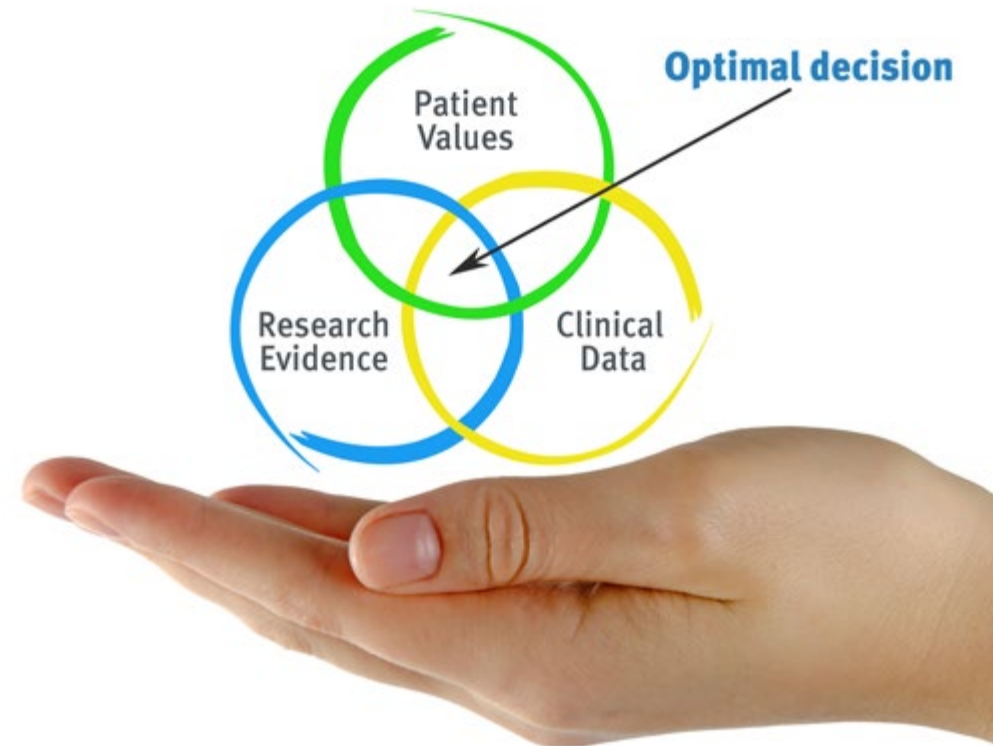 Optimal decision
Patient
Values
Research
Evidence
Clinical
Data